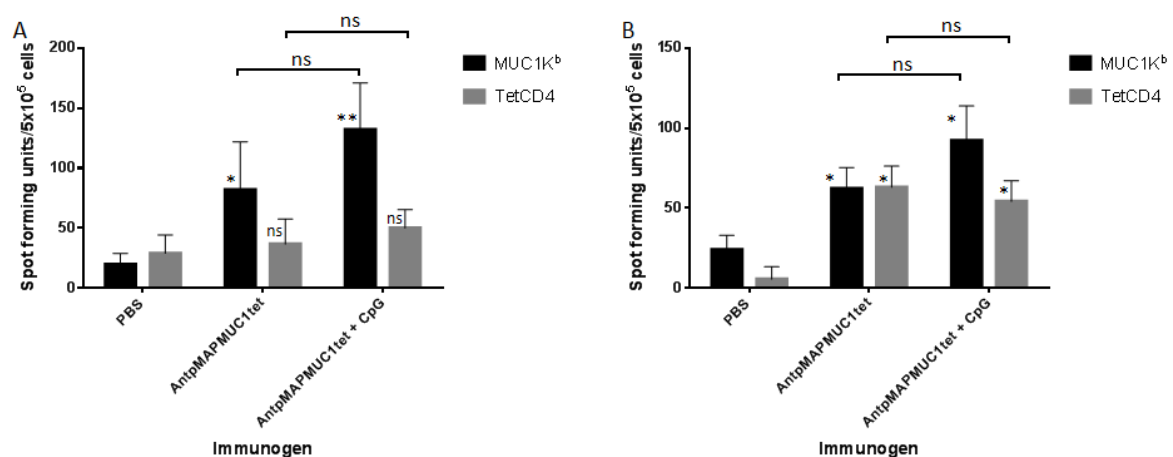 A
ns
ns
200
150
100
50
0
Spot forming units/5x10⁵ cells
*
**
ns
ns
MUC1Kᵇ
TetCD4
PBS
AntpMAPMUC1tet
AntpMAPMUC1tet + CpG
Immunogen
B
ns
ns
150
100
50
0
Spot forming units/5x10⁵ cells
*
*
*
*
MUC1Kᵇ
TetCD4
PBS
AntpMAPMUC1tet
AntpMAPMUC1tet + CpG
Immunogen